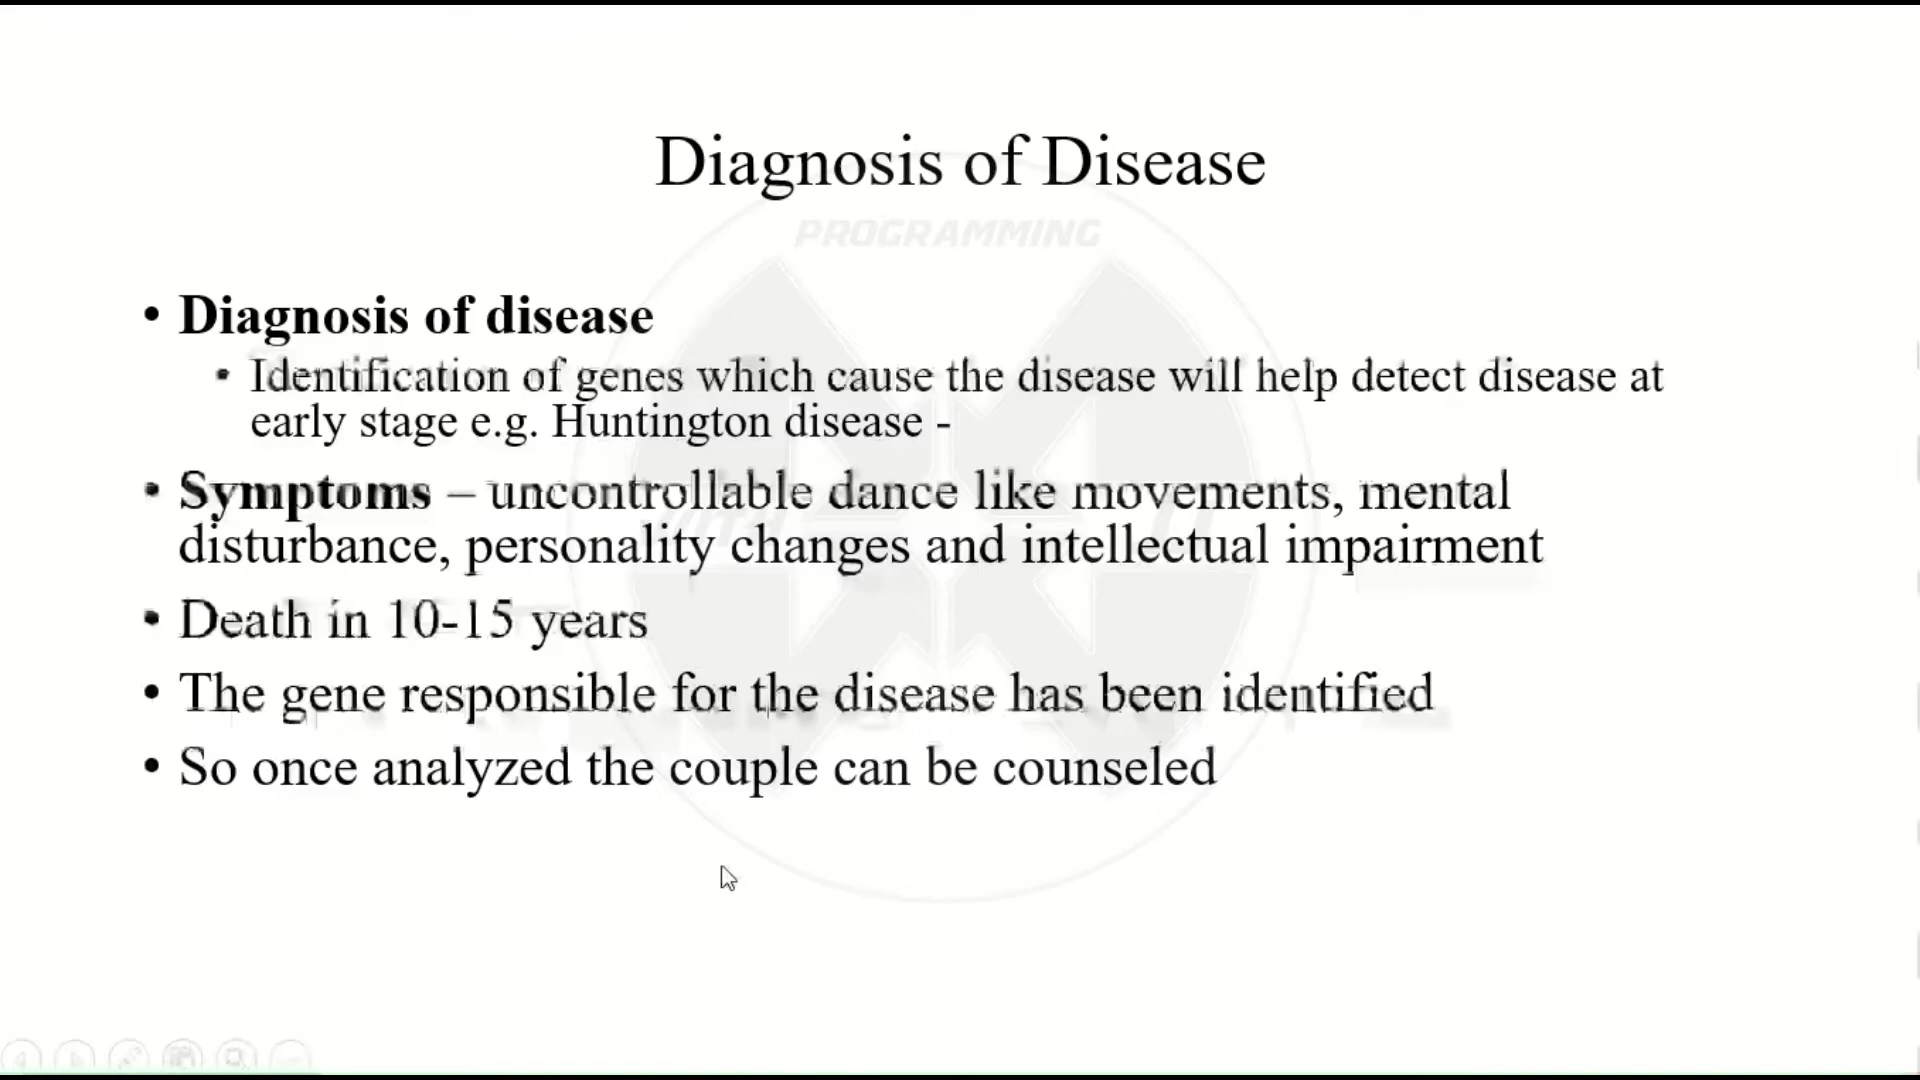 Diagnosis of Disease
PROGRAMMING
• Diagnosis of disease
• Identification of genes which cause the disease will help detect disease at
early stage e.g. Huntington disease -
• Symptoms – uncontrollable dance like movements, mental
disturbance, personality changes and intellectual impairment
• Death in 10-15 years
• The gene responsible for the disease has been identified
• So once analyzed the couple can be counseled